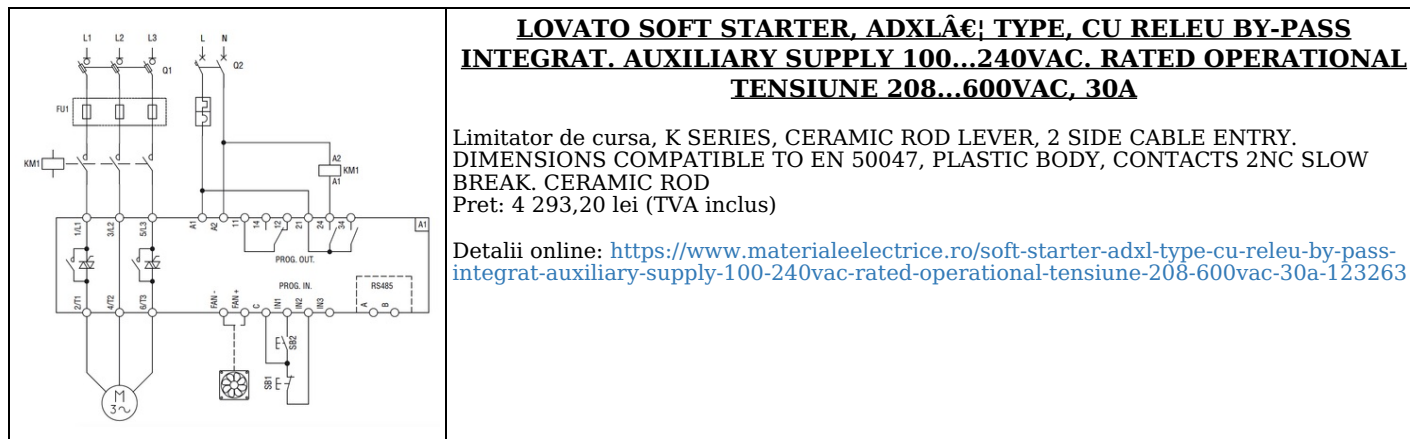 L1 L2 L3 L N
Q1 Q2
FU1
KM1
A2
KM1
A1
1/L1 3/L2 5/L3 A1 A2 11 14 12 21 24 34 A1
PROG. OUT.
PROG. IN. RS485
2/T1 4/T2 6/T3 FAN - FAN + C IN1 IN2 IN3 A B
SB2
SB1
M
3~
LOVATO SOFT STARTER, ADXLÂ€¦ TYPE, CU RELEU BY-PASS
INTEGRAT. AUXILIARY SUPPLY 100...240VAC. RATED OPERATIONAL
TENSIUNE 208...600VAC, 30A
Limitator de cursa, K SERIES, CERAMIC ROD LEVER, 2 SIDE CABLE ENTRY.
DIMENSIONS COMPATIBLE TO EN 50047, PLASTIC BODY, CONTACTS 2NC SLOW
BREAK. CERAMIC ROD
Pret: 4 293,20 lei (TVA inclus)
Detalii online: https://www.materialeelectrice.ro/soft-starter-adxl-type-cu-releu-by-pass-
integrat-auxiliary-supply-100-240vac-rated-operational-tensiune-208-600vac-30a-123263